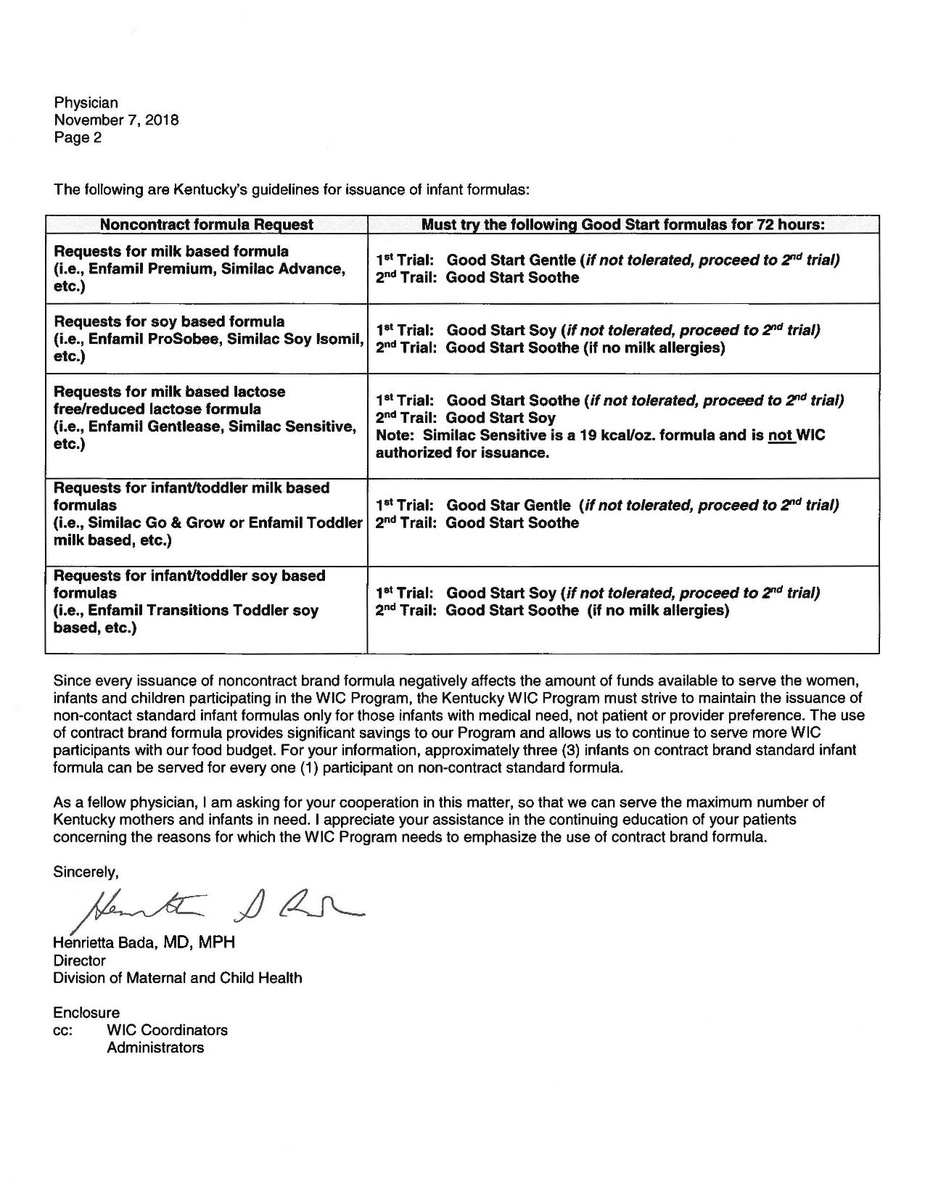 Physician
November 7, 2018
Page 2
The following are Kentucky's guidelines for issuance of infant formulas:
Noncontract formula Request
Must try the following Good Start formulas for 72 hours:
Requests for milk based formula
(i.e., Enfamil Premium, Similac Advance,
etc.)
1st Trial: Good Start Gentle (if not tolerated, proceed to 2nd trial)
2nd Trail: Good Start Soothe
Requests for soy based formula
(i.e., Enfamil ProSobee, Similac Soy Isomil,
etc.)
1st Trial: Good Start Soy (if not tolerated, proceed to 2nd trial)
2nd Trial: Good Start Soothe (if no milk allergies)
Requests for milk based lactose
free/reduced lactose formula
(i.e., Enfamil Gentlease, Similac Sensitive,
etc.)
1st Trial: Good Start Soothe (if not tolerated, proceed to 2nd trial)
2nd Trail: Good Start Soy
Note: Similac Sensitive is a 19 kcal/oz. formula and is not WIC
authorized for issuance.
Requests for infant/toddler milk based
formulas
(i.e., Similac Go & Grow or Enfamil Toddler
milk based, etc.)
1st Trial: Good Star Gentle (if not tolerated, proceed to 2nd trial)
2nd Trail: Good Start Soothe
Requests for infant/toddler soy based
formulas
(i.e., Enfamil Transitions Toddler soy
based, etc.)
1st Trial: Good Start Soy (if not tolerated, proceed to 2nd trial)
2nd Trail: Good Start Soothe (if no milk allergies)
Since every issuance of noncontract brand formula negatively affects the amount of funds available to serve the women,
infants and children participating in the WIC Program, the Kentucky WIC Program must strive to maintain the issuance of
non-contact standard infant formulas only for those infants with medical need, not patient or provider preference. The use
of contract brand formula provides significant savings to our Program and allows us to continue to serve more WIC
participants with our food budget. For your information, approximately three (3) infants on contract brand standard infant
formula can be served for every one (1) participant on non-contract standard formula.
As a fellow physician, I am asking for your cooperation in this matter, so that we can serve the maximum number of
Kentucky mothers and infants in need. I appreciate your assistance in the continuing education of your patients
concerning the reasons for which the WIC Program needs to emphasize the use of contract brand formula.
Sincerely,
Henrietta Bada, MD, MPH
Director
Division of Maternal and Child Health
Enclosure
cc: WIC Coordinators
Administrators